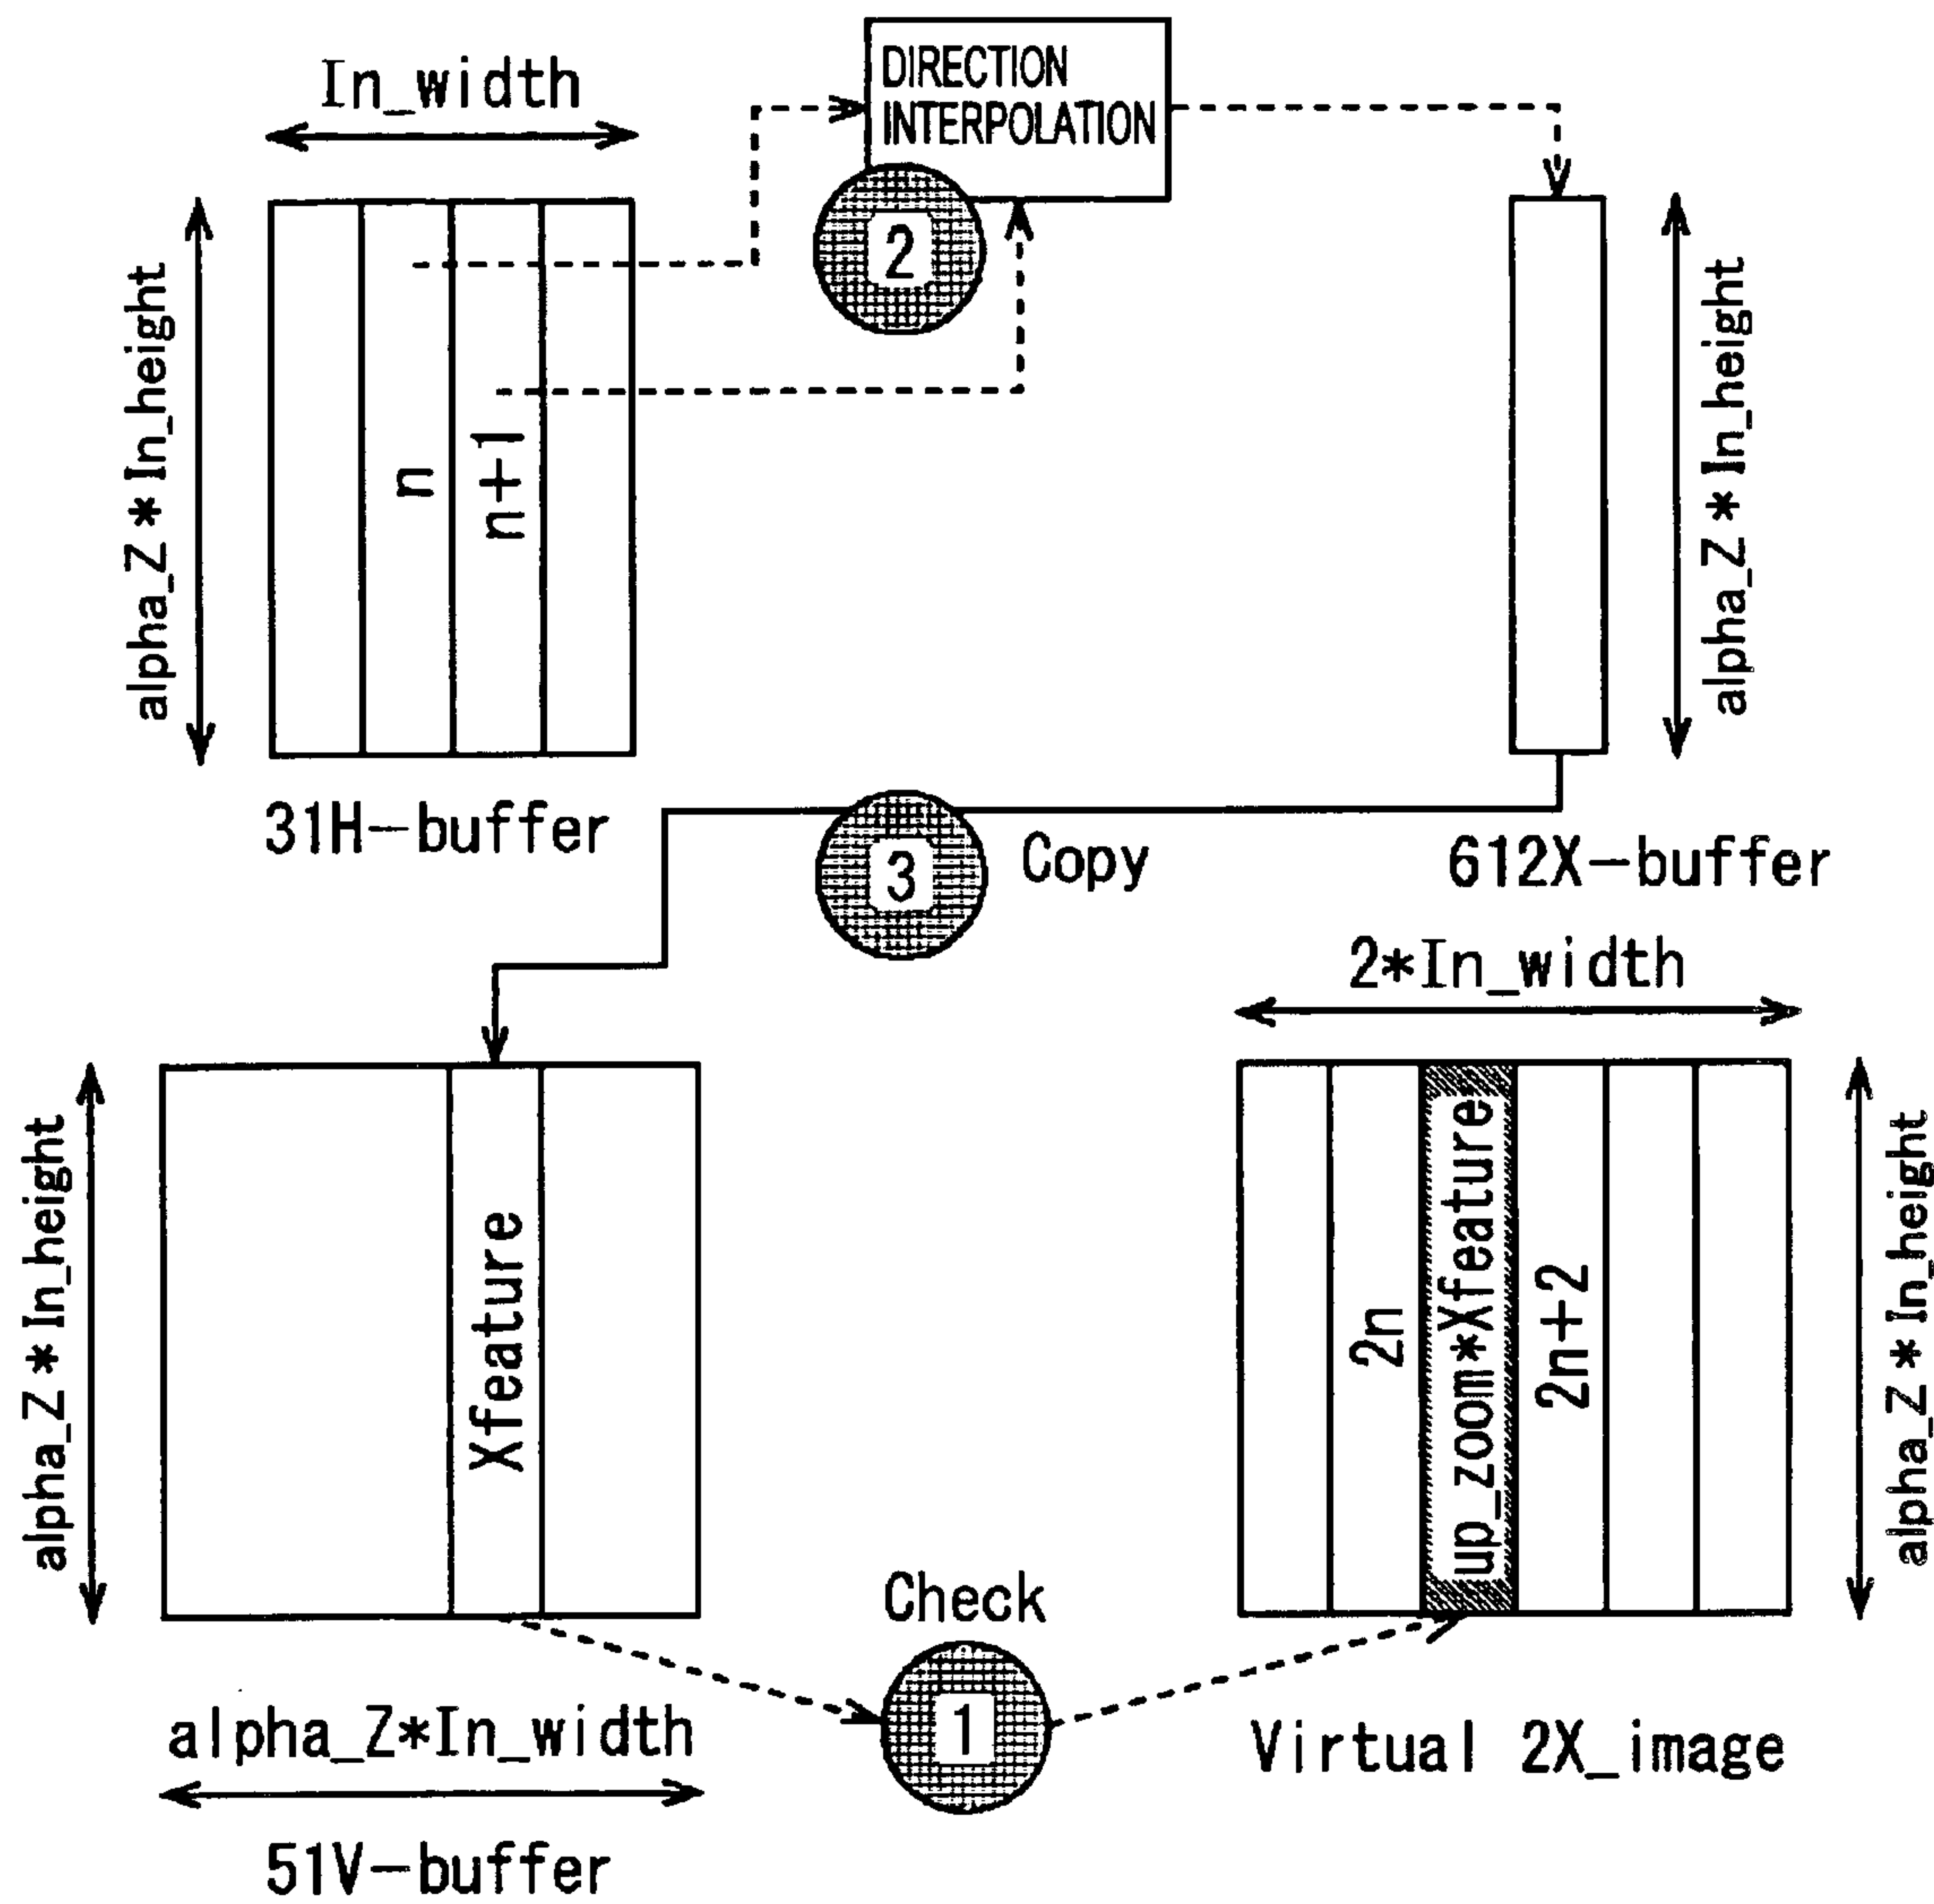 In_width
DIRECTION
INTERPOLATION
2
alpha_Z*In_height
n
n+1
alpha_Z*In_height
31H-buffer
3
Copy
612X-buffer
2*In_width
alpha_Z*In_height
Xfeature
2n
up_zoom*Xfeature
2n+2
alpha_Z*In_height
Check
1
alpha_Z*In_width
Virtual 2X_image
51V-buffer